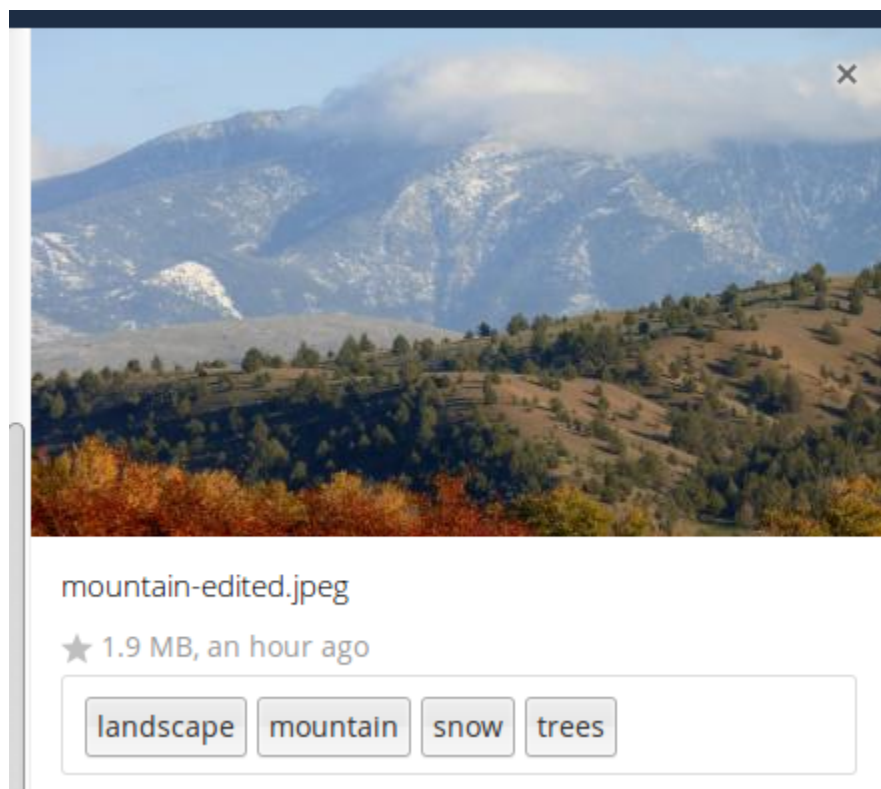 mountain-edited.jpeg
1.9 MB, an hour ago
landscape mountain snow trees